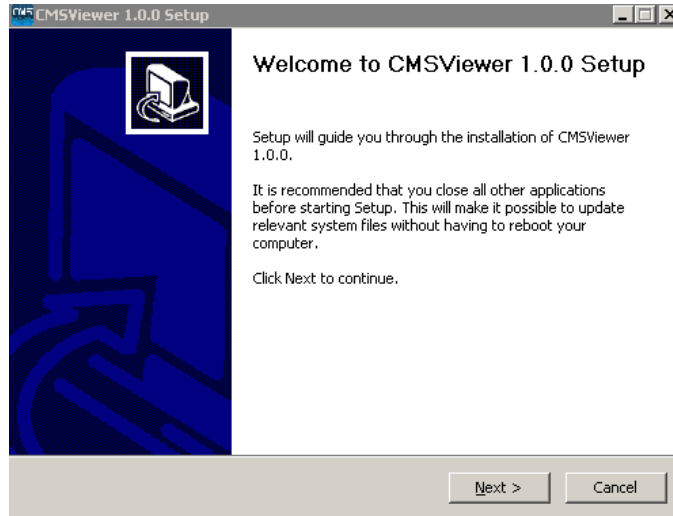 CMS CMSViewer 1.0.0 Setup
Welcome to CMSViewer 1.0.0 Setup
Setup will guide you through the installation of CMSViewer
1.0.0.
It is recommended that you close all other applications
before starting Setup. This will make it possible to update
relevant system files without having to reboot your
computer.
Click Next to continue.
Next > Cancel